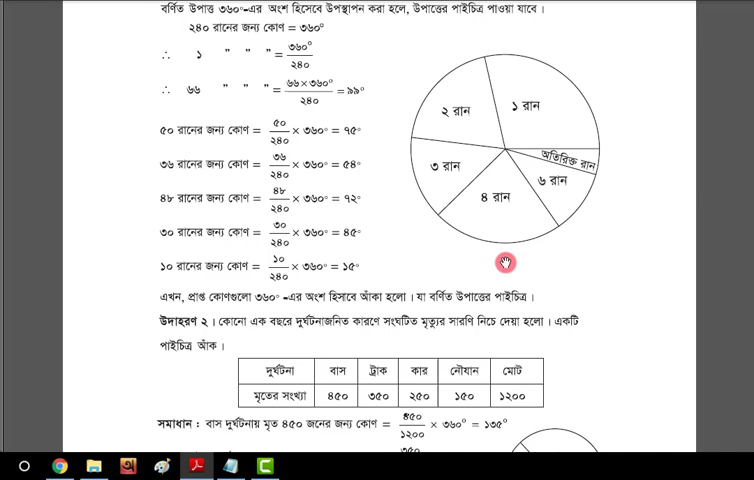 বর্ণিত উপাত্ত ৩৬০°-এর অংশ হিসেবে উপস্থাপন করা হলে, উপাত্তের পাইচিত্র পাওয়া যাবে।
২৪০ রানের জন্য কোণ = ৩৬০°
∴ ১ " " " = ৩৬০°/২৪০
∴ ৬৬ " " " = ৬৬×৩৬০°/২৪০ = ৯৯°
৫০ রানের জন্য কোণ = ৫০/২৪০ × ৩৬০° = ৭৫°
৩৬ রানের জন্য কোণ = ৩৬/২৪০ × ৩৬০° = ৫৪°
৪৮ রানের জন্য কোণ = ৪৮/২৪০ × ৩৬০° = ৭২°
৩০ রানের জন্য কোণ = ৩০/২৪০ × ৩৬০° = ৪৫°
১০ রানের জন্য কোণ = ১০/২৪০ × ৩৬০° = ১৫°
১ রান
২ রান
৩ রান
৪ রান
৬ রান
অতিরিক্ত রান
এখন, প্রাপ্ত কোণগুলো ৩৬০° -এর অংশ হিসাবে আঁকা হলো। যা বর্ণিত উপাত্তের পাইচিত্র।
উদাহরণ ২। কোনো এক বছরে দুর্ঘটনাজনিত কারণে সংঘটিত মৃত্যুর সারণি নিচে দেয়া হলো। একটি
পাইচিত্র আঁক।
দুর্ঘটনা বাস ট্রাক কার নৌযান মোট
মৃতের সংখ্যা ৪৫০ ৩৫০ ২৫০ ১৫০ ১২০০
সমাধান : বাস দুর্ঘটনায় মৃত ৪৫০ জনের জন্য কোণ = ৪৫০/১২০০ × ৩৬০° = ১৩৫°
৩৫০